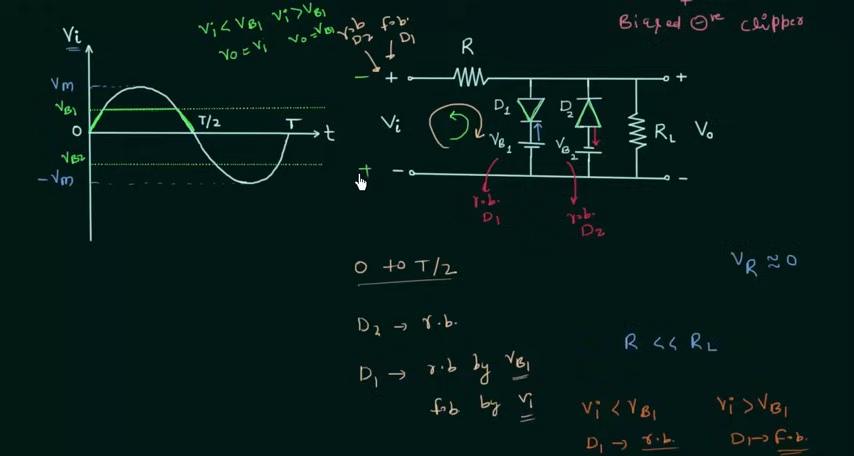 Biased ⊖ve clipper
Vi
Vi < VB1 Vi > VB1
Vo = Vi Vo = VB1
r.b. f.b.
D2 D1
Vm
VB1
0 T/2 T t
VB2
-Vm
R
- + +
D1 D2
Vi VB1 VB2 RL Vo
+ - -
r.b. r.b.
D1 D2
0 to T/2
VR ≈ 0
D2 → r.b.
R << RL
D1 → r.b by VB1
f.b by Vi
Vi < VB1 Vi > VB1
D1 → r.b. D1 → f.b.